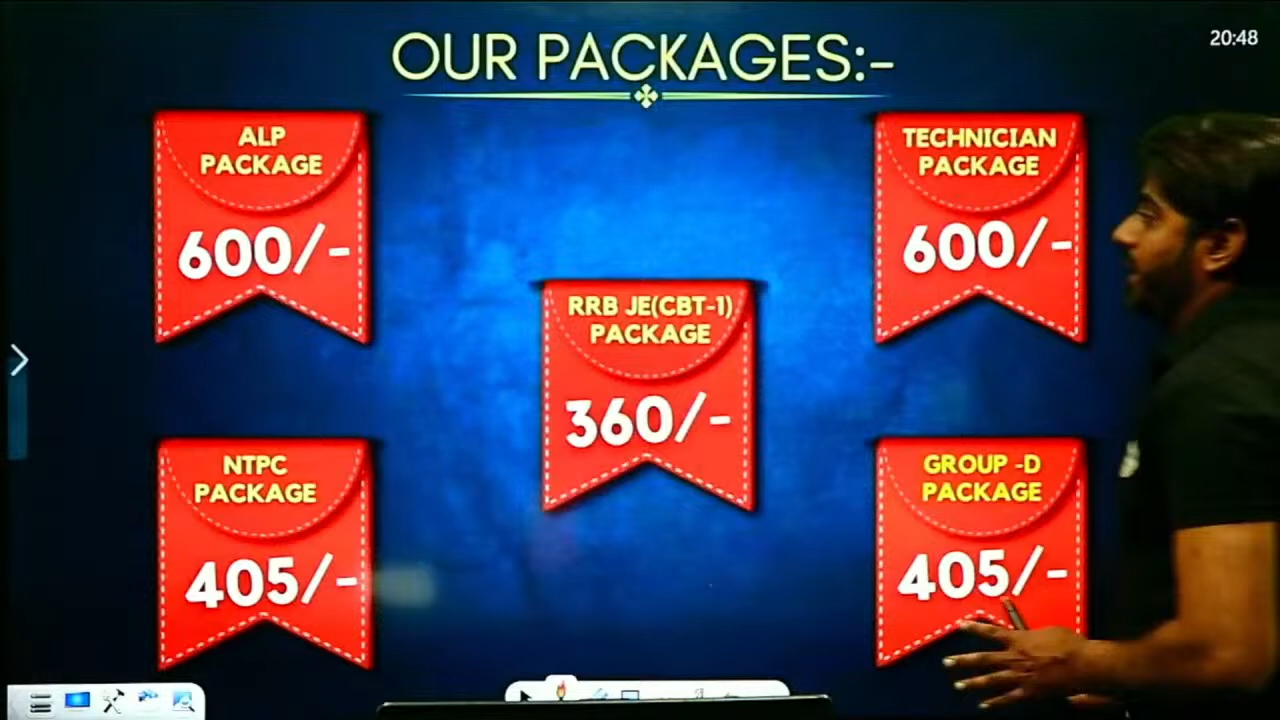 OUR PACKAGES:-
20:48
ALP
PACKAGE
600/-
TECHNICIAN
PACKAGE
600/-
RRB JE(CBT-1)
PACKAGE
360/-
NTPC
PACKAGE
405/-
GROUP -D
PACKAGE
405/-